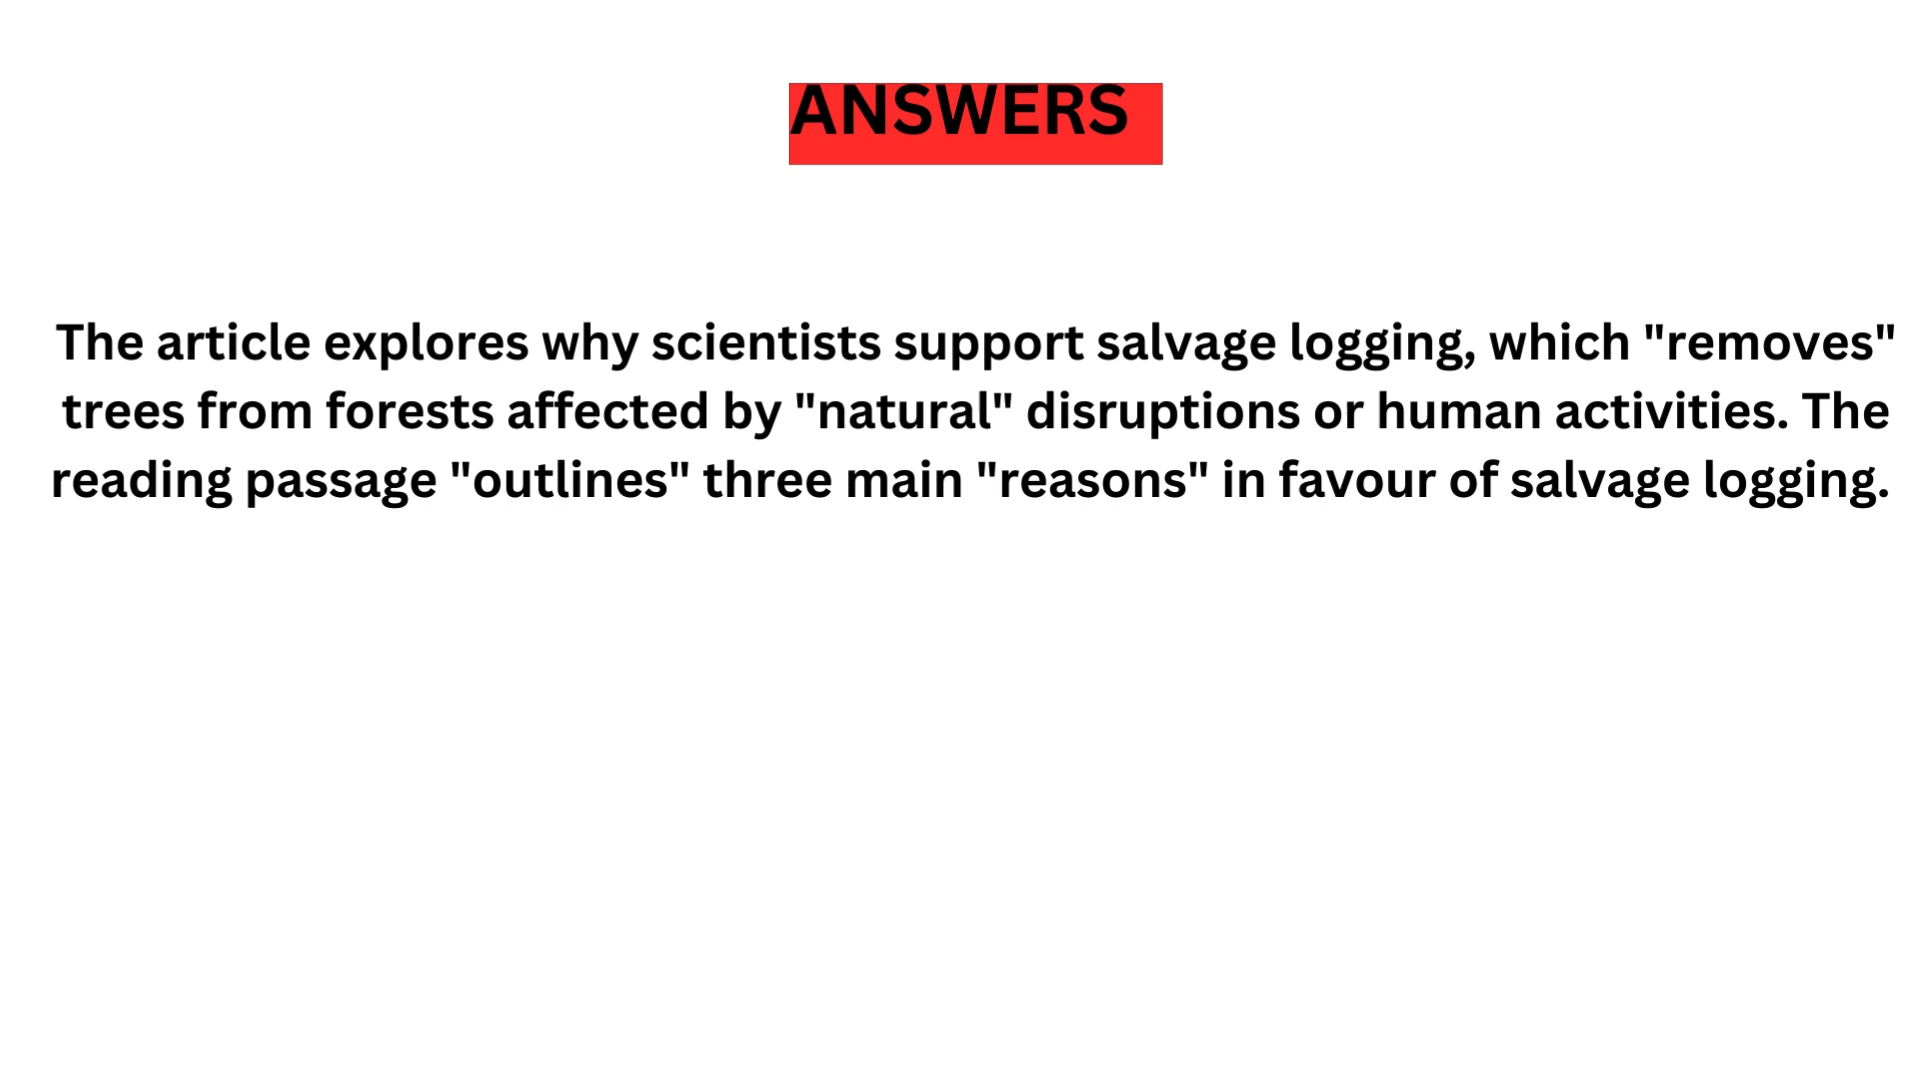 ANSWERS
The article explores why scientists support salvage logging, which "removes"
trees from forests affected by "natural" disruptions or human activities. The
reading passage "outlines" three main "reasons" in favour of salvage logging.